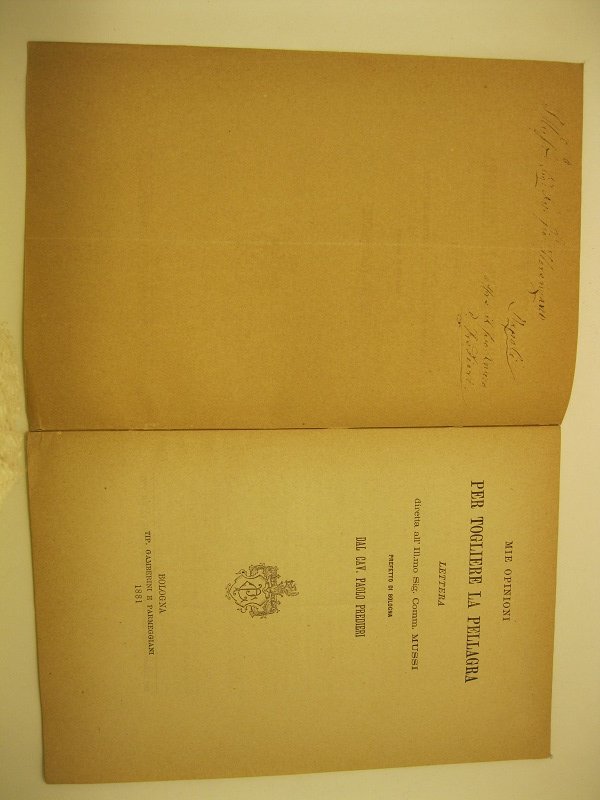 Napoli
MIE OPINIONI
PER TOGLIERE LA PELLAGRA
LETTERA
diretta all' Ill.mo Sig. Comm. MUSSI
PREFETTO DI BOLOGNA
DAL CAV. PAOLO PREDIERI
BOLOGNA
TIP. GAMBERINI E PARMEGGIANI
1881